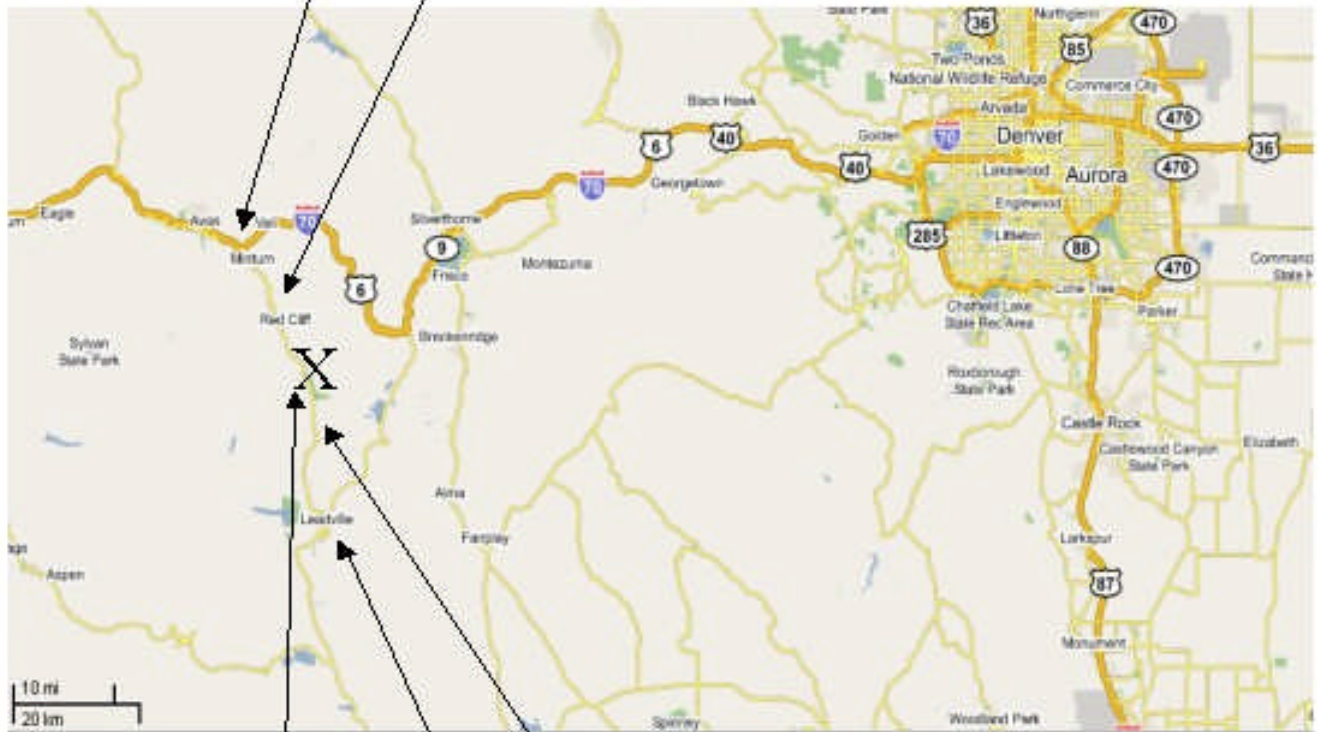 State Park
36
Northglenn
470
85
Two Ponds
National Wildlife Refuge
Commerce City
Black Hawk
Arvada
6
40
Golden
70
Denver
470
36
40
Lakewood
470
Aurora
70
Georgetown
Englewood
Eagle
Avon
Vail
70
Silverthorne
285
Littleton
88
Minturn
9
Frisco
Montezuma
470
6
Lone Tree
Chatfield Lake
State Rec Area
Parker
Red Cliff
Breckenridge
Sylvan
State Park
X
Roxborough
State Park
Castle Rock
Castlewood Canyon
State Park
Elizabeth
Alma
Leadville
Fairplay
Larkspur
Aspen
87
Monument
10 mi
20 km
Spinney
Woodland Park